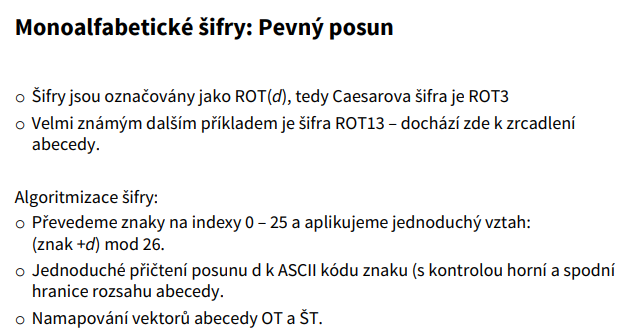 Monoalfabetické šifry: Pevný posun
○ Šifry jsou označovány jako ROT(d), tedy Caesarova šifra je ROT3
○ Velmi známým dalším příkladem je šifra ROT13 – dochází zde k zrcadlení
abecedy.
Algoritmizace šifry:
○ Převedeme znaky na indexy 0 – 25 a aplikujeme jednoduchý vztah:
(znak +d) mod 26.
○ Jednoduché přičtení posunu d k ASCII kódu znaku (s kontrolou horní a spodní
hranice rozsahu abecedy.
○ Namapování vektorů abecedy OT a ŠT.